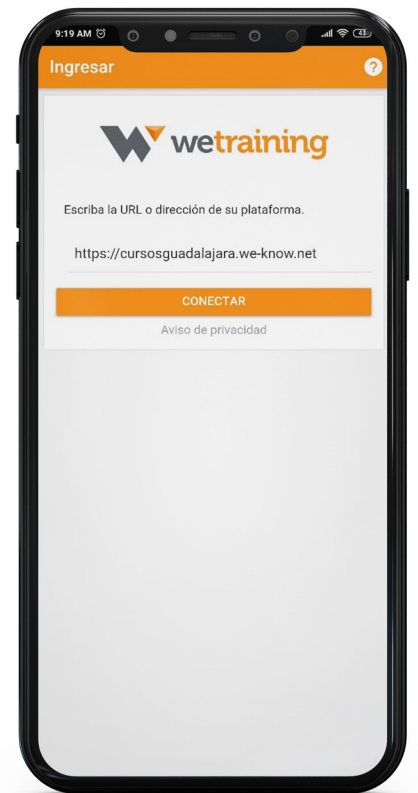 9:19 AM 43
Ingresar ?
wetraining
Escriba la URL o dirección de su plataforma.
https://cursosguadalajara.we-know.net
CONECTAR
Aviso de privacidad